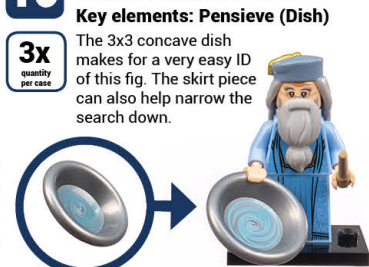 Key elements: Pensieve (Dish)
3x
quantity
per case
The 3x3 concave dish
makes for a very easy ID
of this fig. The skirt piece
can also help narrow the
search down.